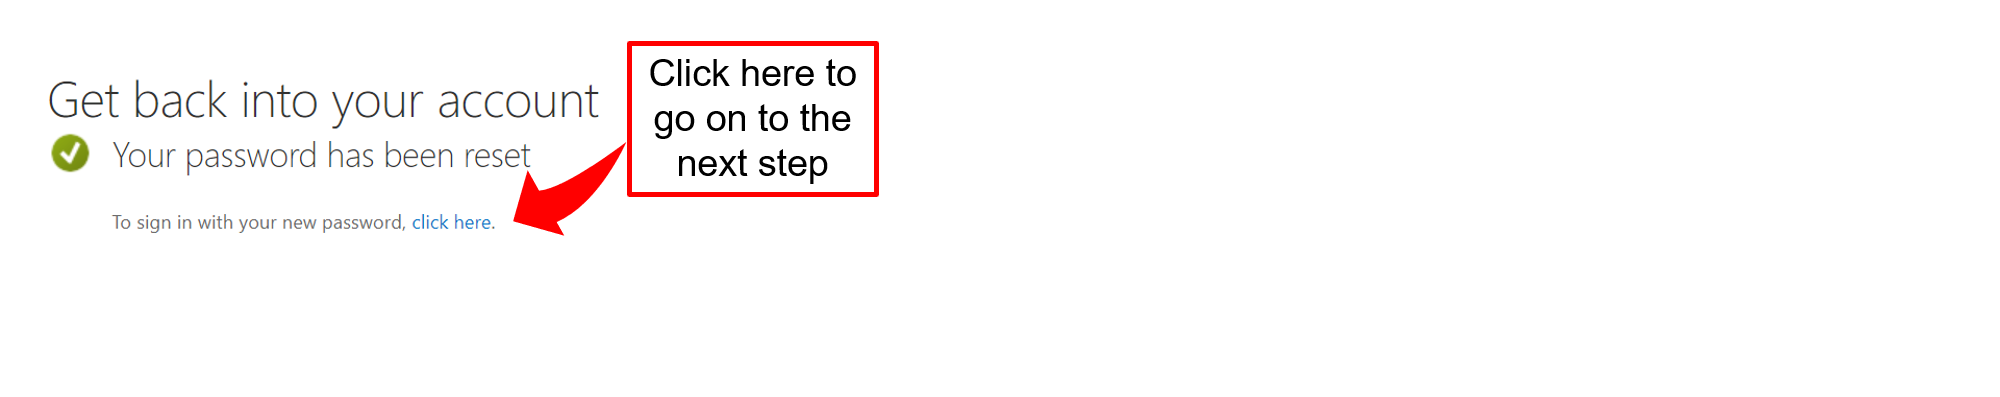 Get back into your account
Your password has been reset
To sign in with your new password, click here.
Click here to
go on to the
next step